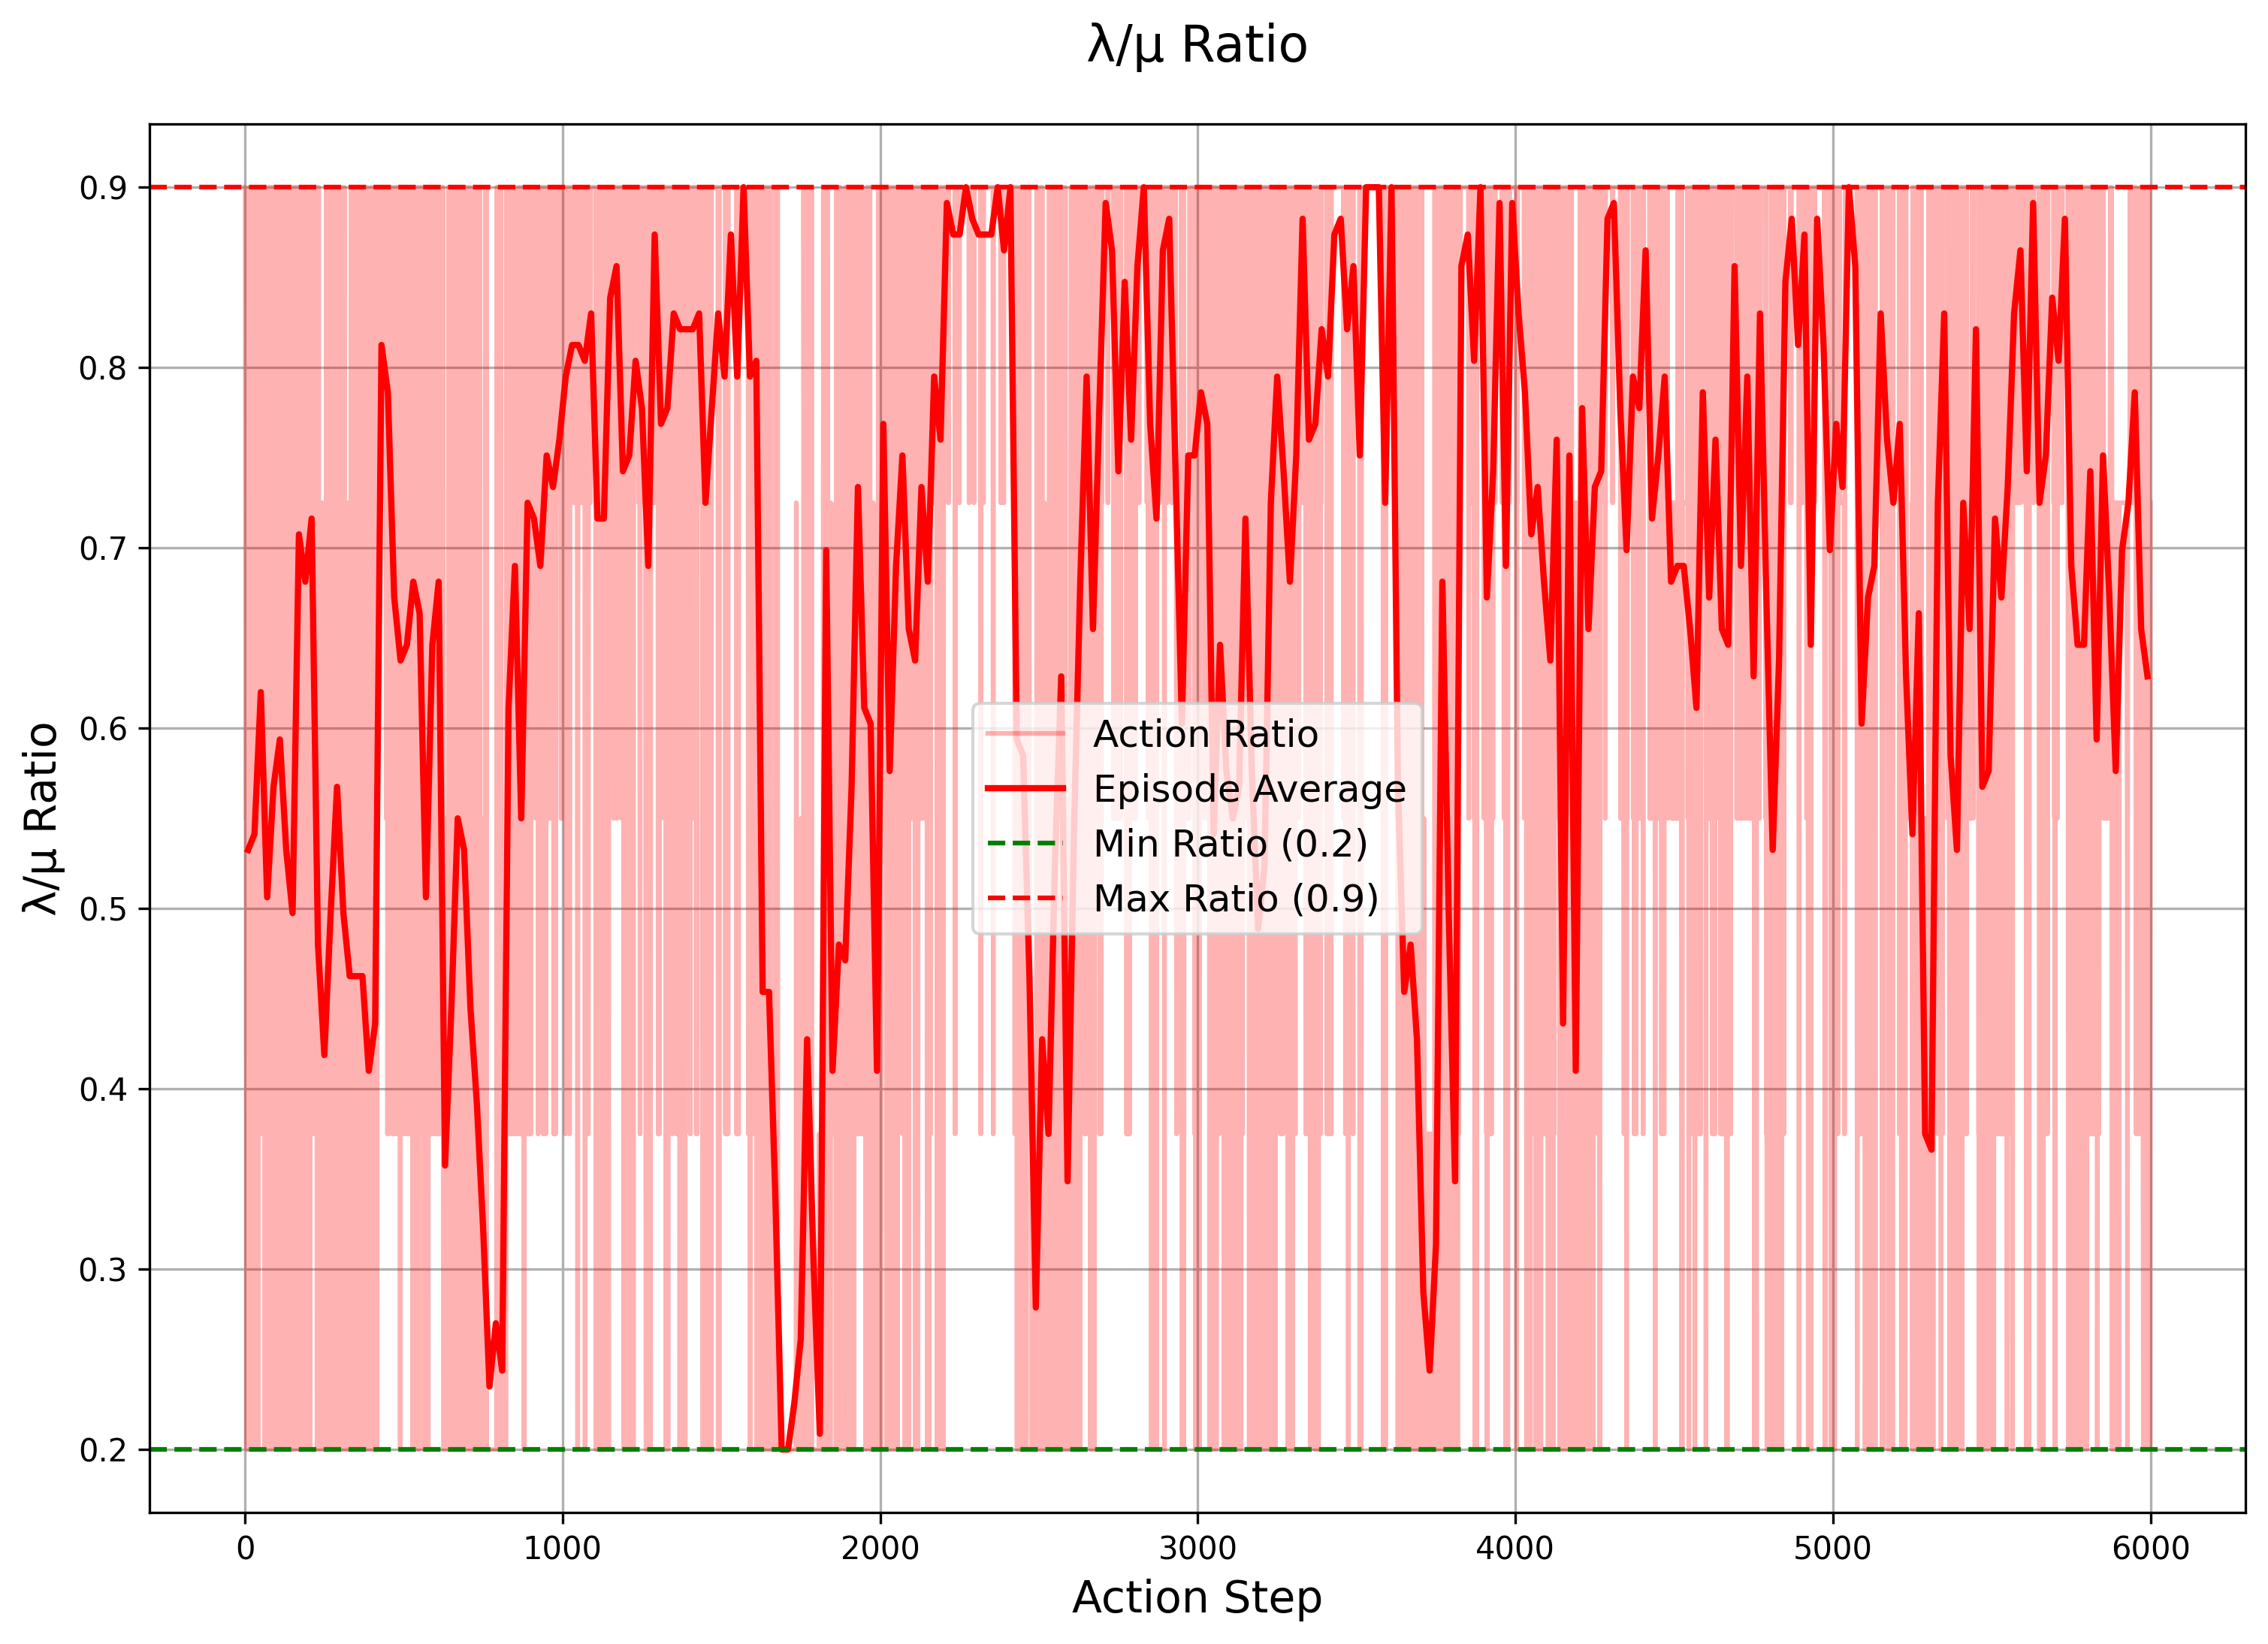 λ/μ Ratio
0.9
0.8
0.7
0.6
0.5
0.4
0.3
0.2
λ/μ Ratio
Action Ratio
Episode Average
Min Ratio (0.2)
Max Ratio (0.9)
0 1000 2000 3000 4000 5000 6000
Action Step